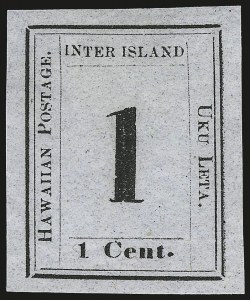 INTER ISLAND
HAWAIIAN POSTAGE.
1
UKU LETA.
1 Cent.